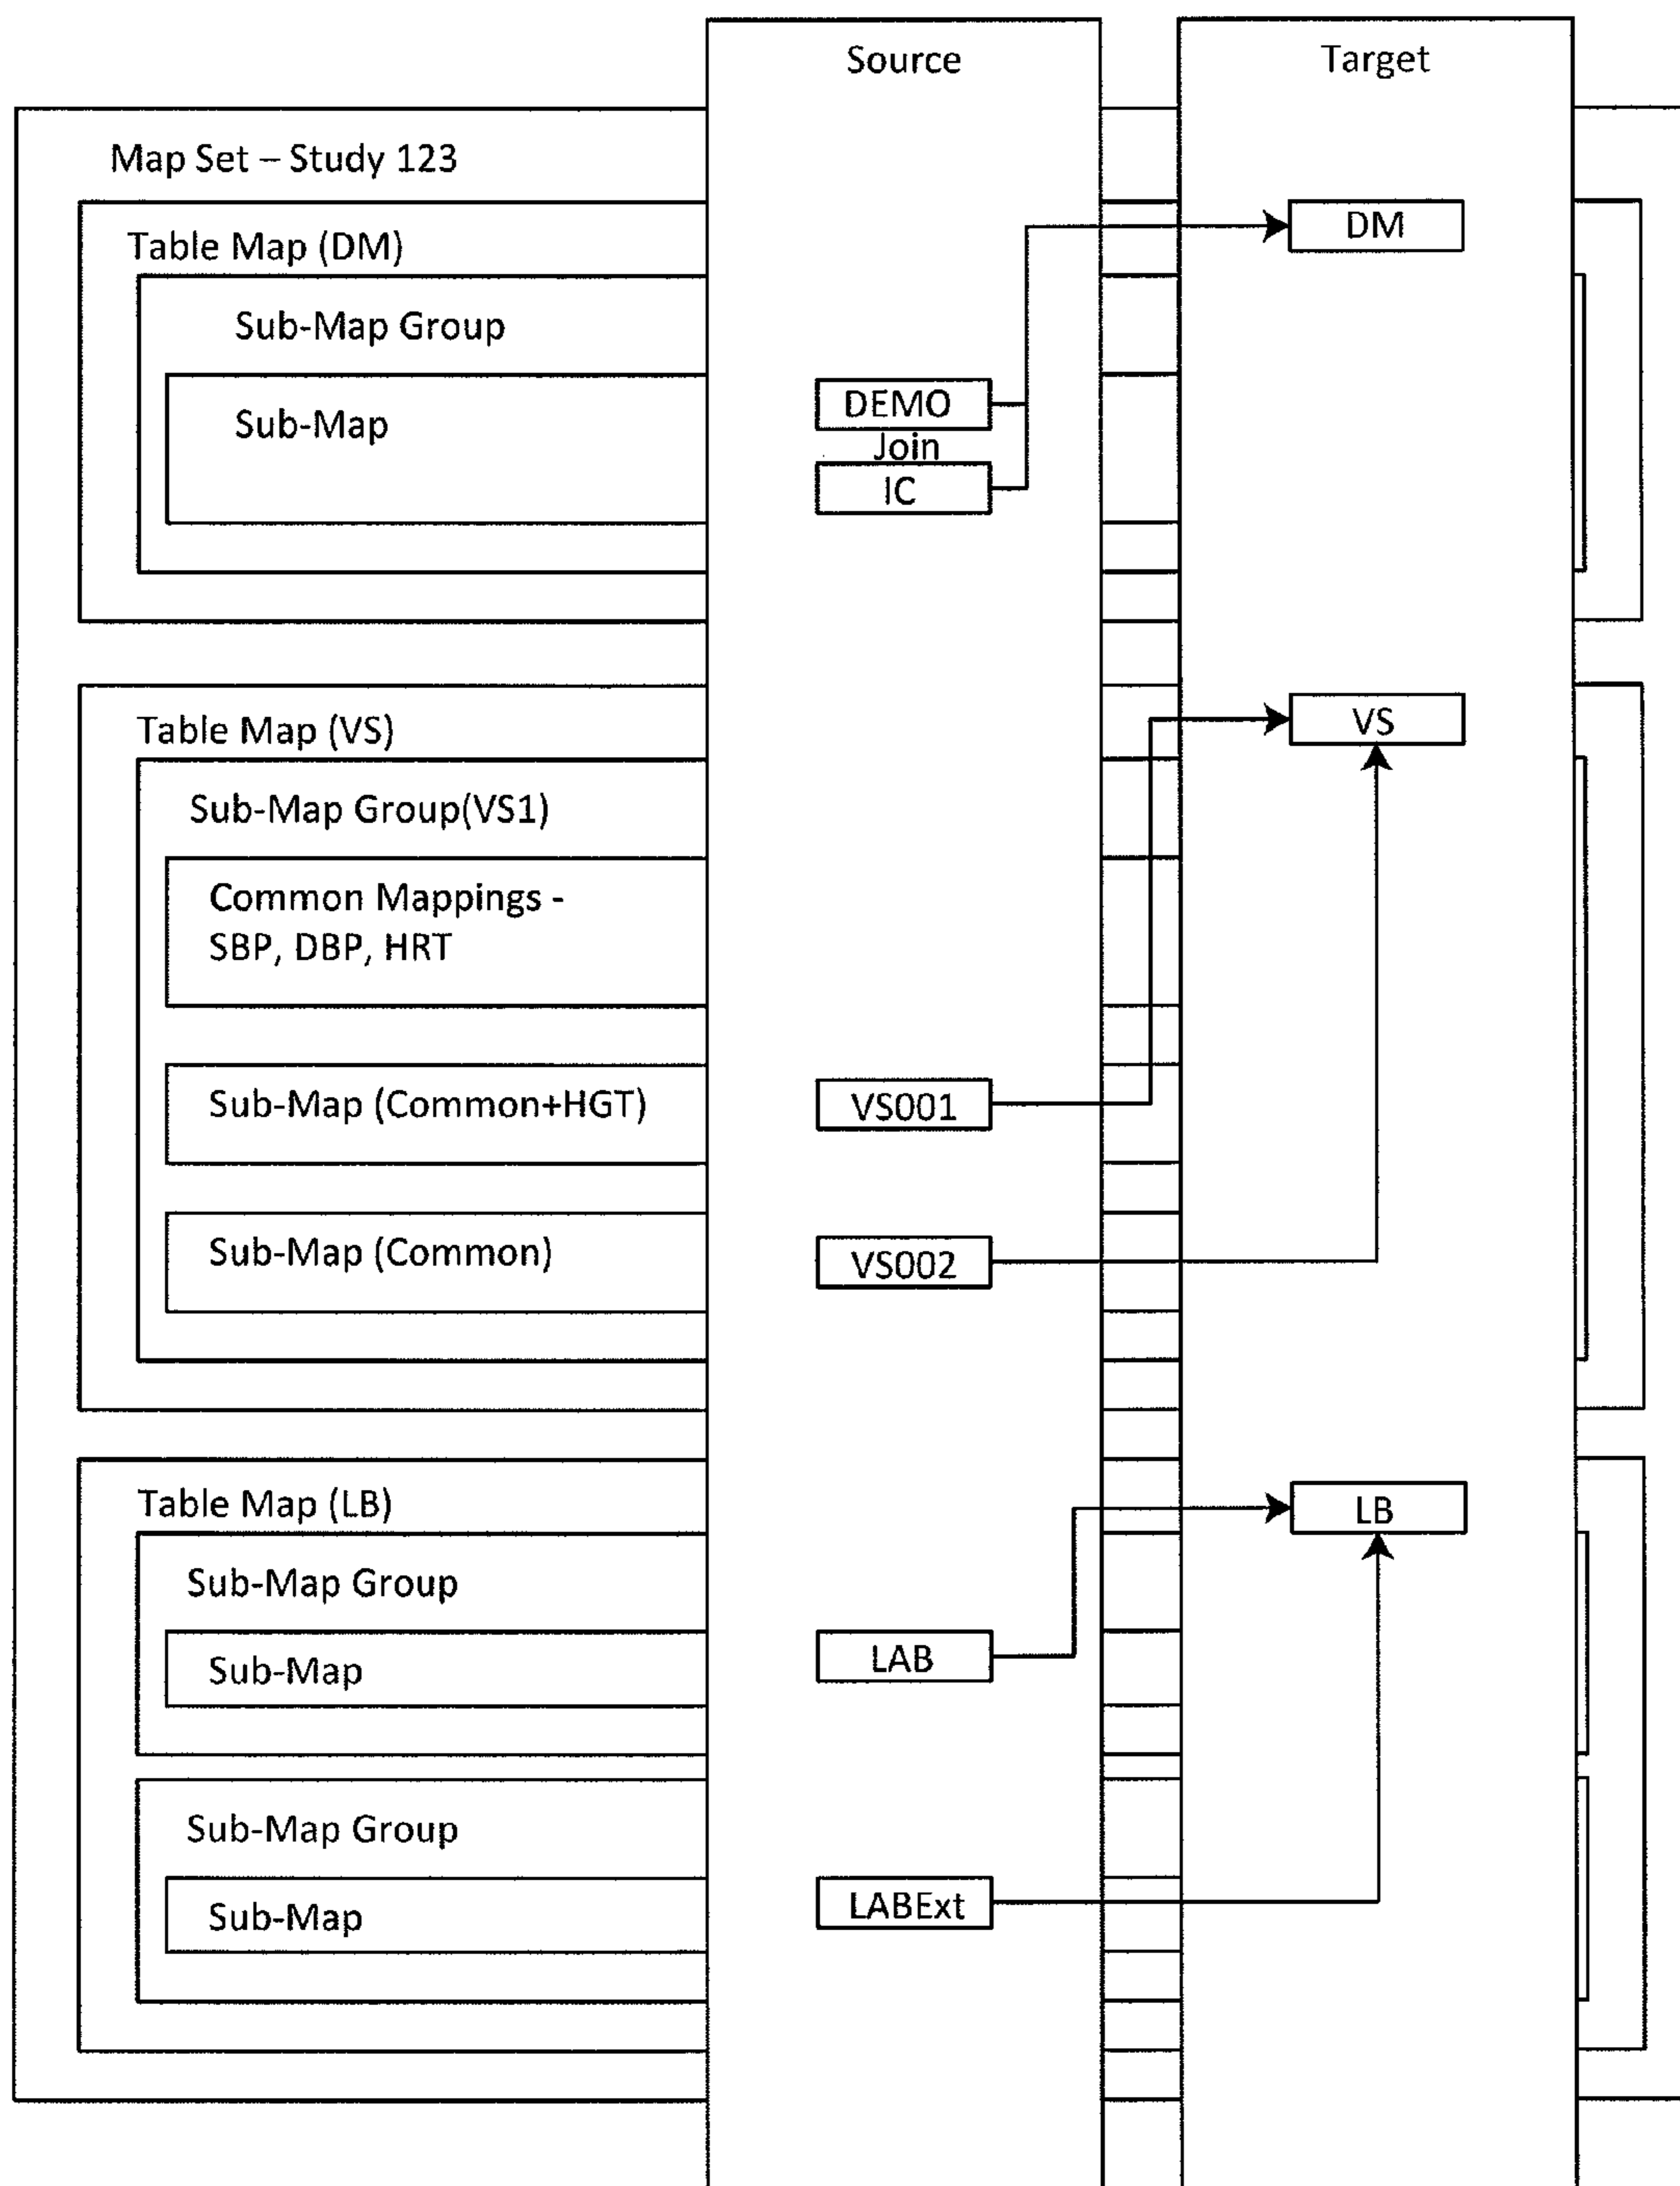 Source
Target
Map Set – Study 123
Table Map (DM)
DM
Sub-Map Group
DEMO
Sub-Map
Join
IC
Table Map (VS)
VS
Sub-Map Group(VS1)
Common Mappings -
SBP, DBP, HRT
Sub-Map (Common+HGT)
VS001
Sub-Map (Common)
VS002
Table Map (LB)
LB
Sub-Map Group
Sub-Map
LAB
Sub-Map Group
Sub-Map
LABExt